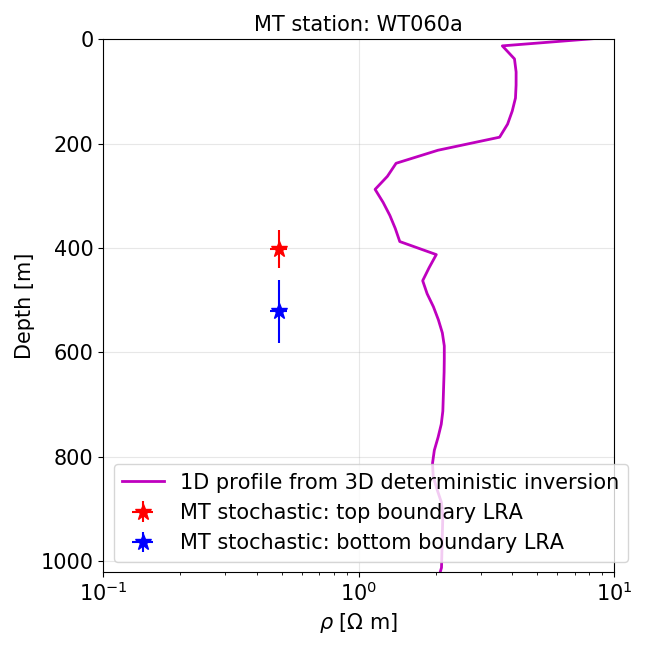 MT station: WT060a
0
200
400
600
800
1000
Depth [m]
1D profile from 3D deterministic inversion
MT stochastic: top boundary LRA
MT stochastic: bottom boundary LRA
10⁻¹ 10⁰ 10¹
ρ [Ω m]